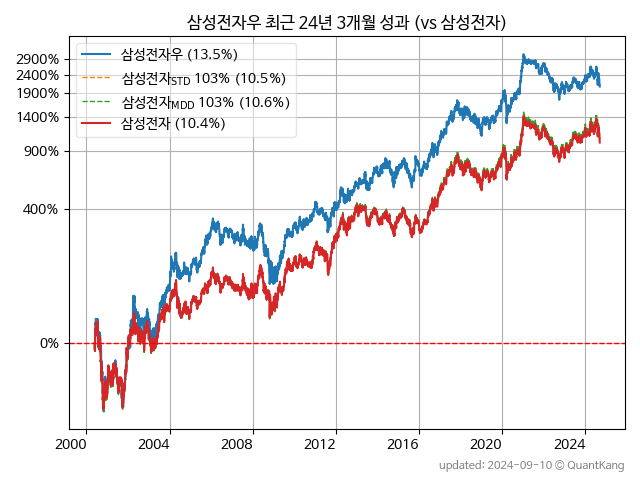 삼성전자우 최근 24년 3개월 성과 (vs 삼성전자)
삼성전자우 (13.5%)
삼성전자STD 103% (10.5%)
삼성전자MDD 103% (10.6%)
삼성전자 (10.4%)
2900%
2400%
1900%
1400%
900%
400%
0%
2000 2004 2008 2012 2016 2020 2024
updated: 2024-09-10 © QuantKang